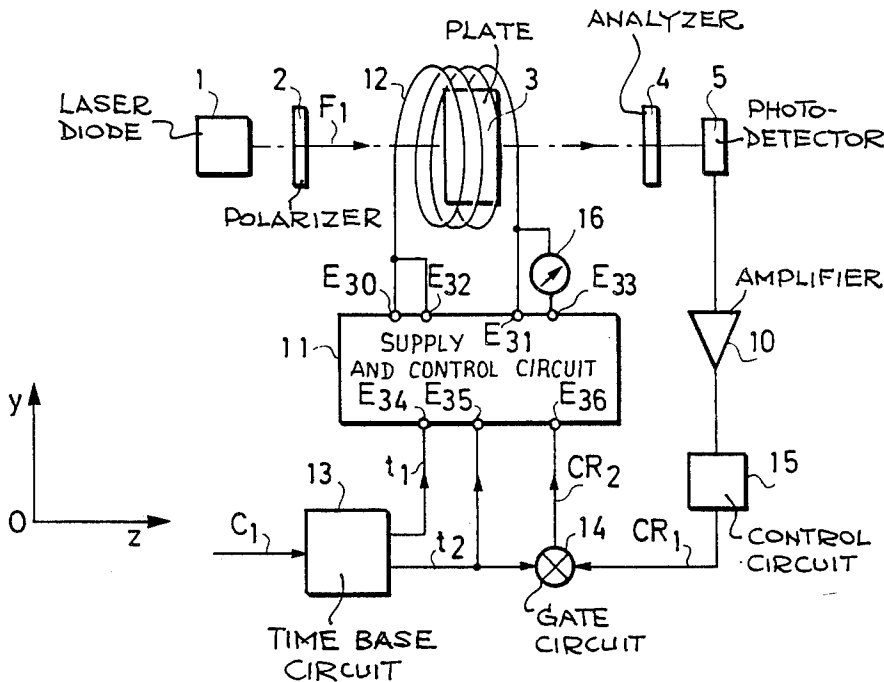 ANALYZER
PLATE
1
2
12
3
4
5
LASER
DIODE
F1
PHOTO-
DETECTOR
POLARIZER
16
E30
E32
E31
E33
AMPLIFIER
10
11
SUPPLY
AND CONTROL CIRCUIT
E34
E35
E36
y
O
z
t1
CR2
15
13
C1
t2
14
CR1
CONTROL
CIRCUIT
GATE
CIRCUIT
TIME BASE
CIRCUIT